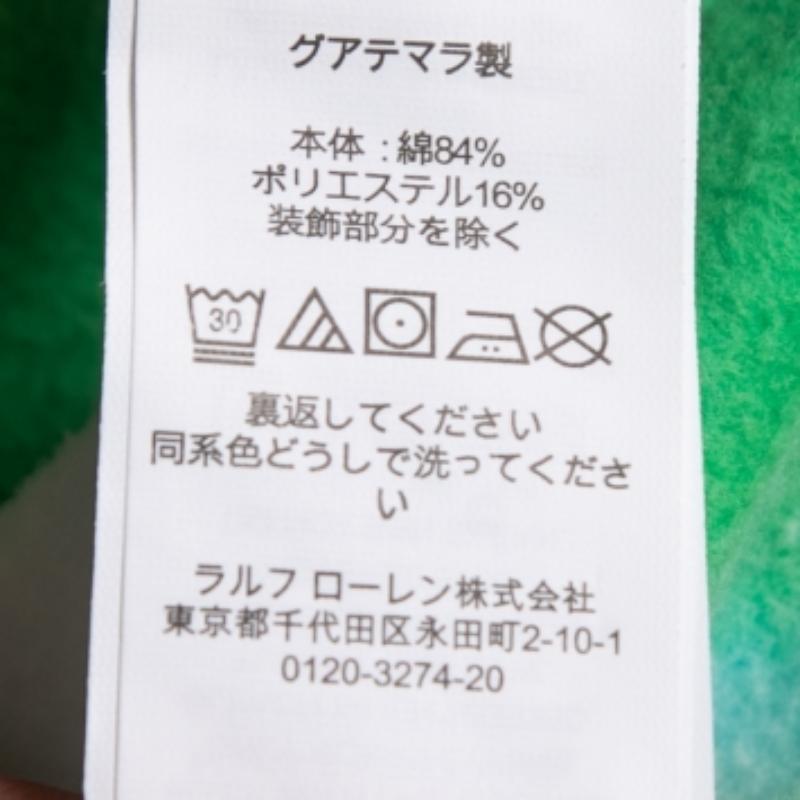 グアテマラ製
本体：綿84%
ポリエステル16%
装飾部分を除く
30
裏返してください
同系色どうしで洗ってくださ
い
ラルフ ローレン株式会社
東京都千代田区永田町2-10-1
0120-3274-20